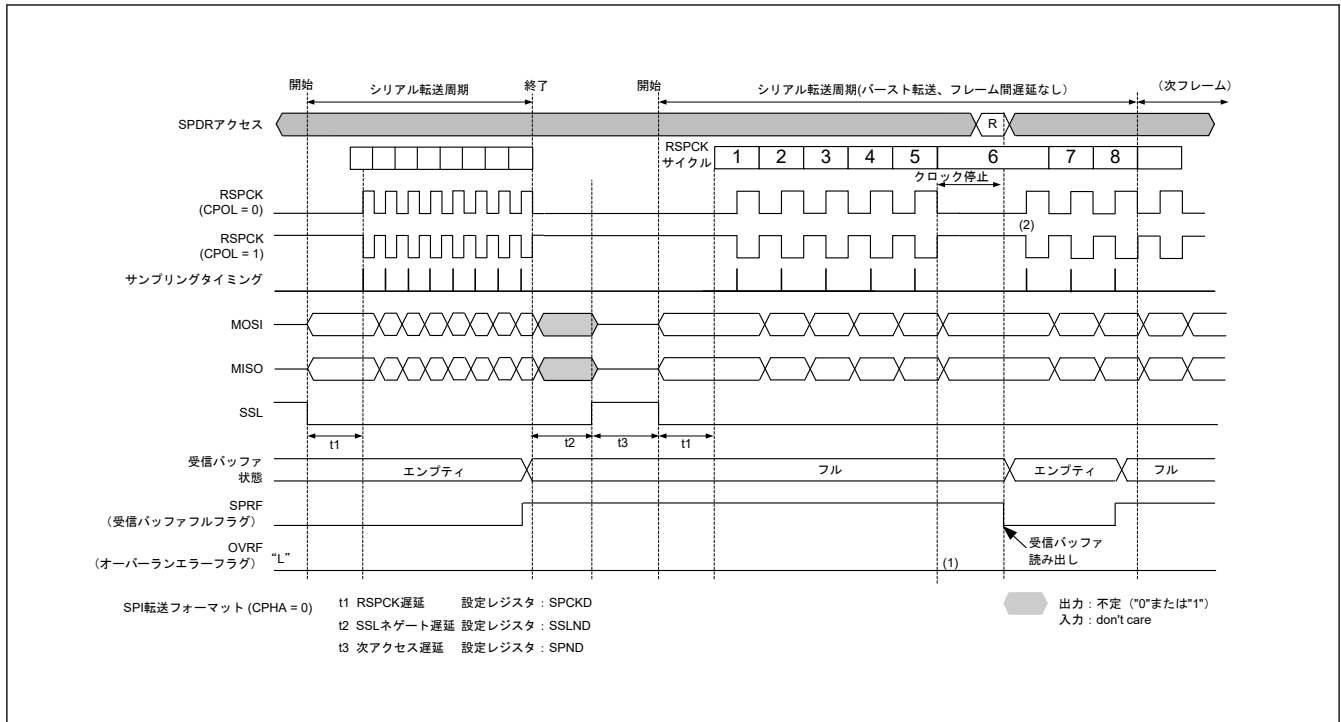 開始 シリアル転送周期 終了 開始 シリアル転送周期(バースト転送、フレーム間遅延なし） （次フレーム）
SPDRアクセス R
RSPCK
サイクル 1 2 3 4 5 6 7 8
クロック停止
RSPCK
(CPOL = 0)
(2)
RSPCK
(CPOL = 1)
サンプリングタイミング
MOSI
MISO
SSL
t1 t2 t3 t1
受信バッファ
状態 エンプティ フル エンプティ フル
SPRF
（受信バッファフルフラグ）
受信バッファ
読み出し
OVRF
（オーバーランエラーフラグ） “L” (1)
SPI転送フォーマット (CPHA = 0)
t1 RSPCK遅延 設定レジスタ：SPCKD
t2 SSLネゲート遅延 設定レジスタ：SSLND
t3 次アクセス遅延 設定レジスタ：SPND
出力：不定（"0"または"1"）
入力：don't care